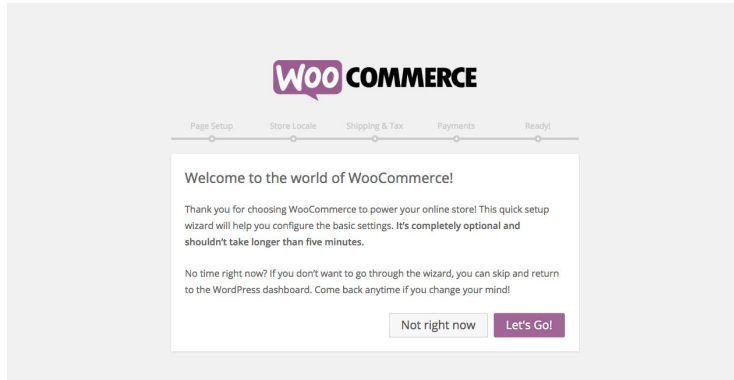 WOO COMMERCE
Page Setup Store Locale Shipping & Tax Payments Ready!
Welcome to the world of WooCommerce!
Thank you for choosing WooCommerce to power your online store! This quick setup
wizard will help you configure the basic settings. It's completely optional and
shouldn't take longer than five minutes.
No time right now? If you don't want to go through the wizard, you can skip and return
to the WordPress dashboard. Come back anytime if you change your mind!
Not right now Let's Go!